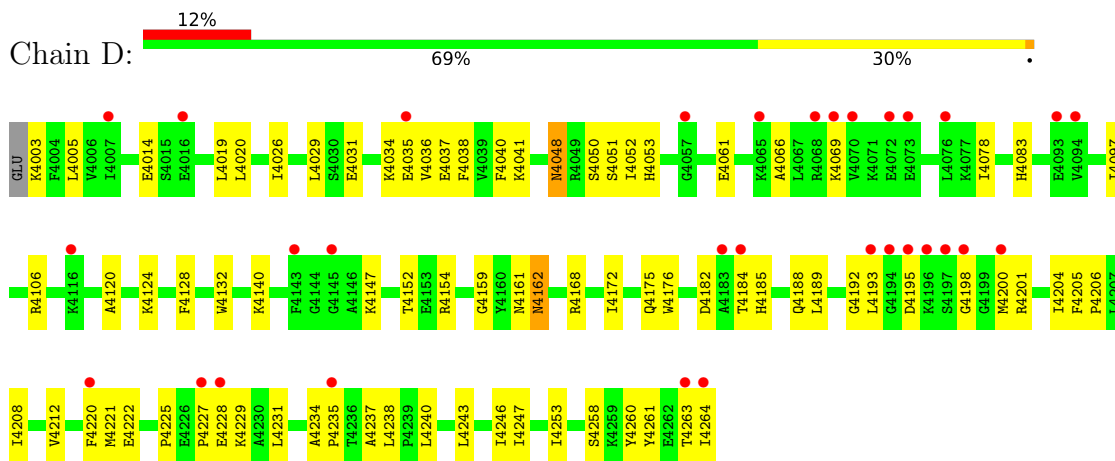 12%
Chain D:
69% 30% •
GLU K4003 F4004 L4005 V4006 I4007 E4014 S4015 E4016 L4019 L4020 I4026 L4029 S4030 E4031 K4034 E4035 V4036 E4037 F4038 V4039 F4040 K4041 N4048 R4049 S4050 S4051 I4052 H4053 G4057 E4061 K4065 A4066 L4067 R4068 K4069 V4070 K4071 E4072 E4073 L4076 K4077 I4078 H4083 E4093 V4094
R4106 K4116 A4120 K4124 F4128 W4132 K4140 F4143 G4144 G4145 A4146 K4147 T4152 E4153 R4154 G4159 Y4160 N4161 N4162 R4168 I4172 Q4175 W4176 D4182 A4183 T4184 H4185 Q4188 L4189 G4192 L4193 G4194 D4195 K4196 S4197 G4198 G4199 M4200 R4201 I4204 F4205 P4206
I4208 V4212 F4220 M4221 E4222 P4225 E4226 P4227 E4228 K4229 A4230 L4231 A4234 P4235 T4236 A4237 L4238 P4239 L4240 L4243 I4246 I4247 I4253 S4258 K4259 Y4260 Y4261 E4262 T4263 I4264